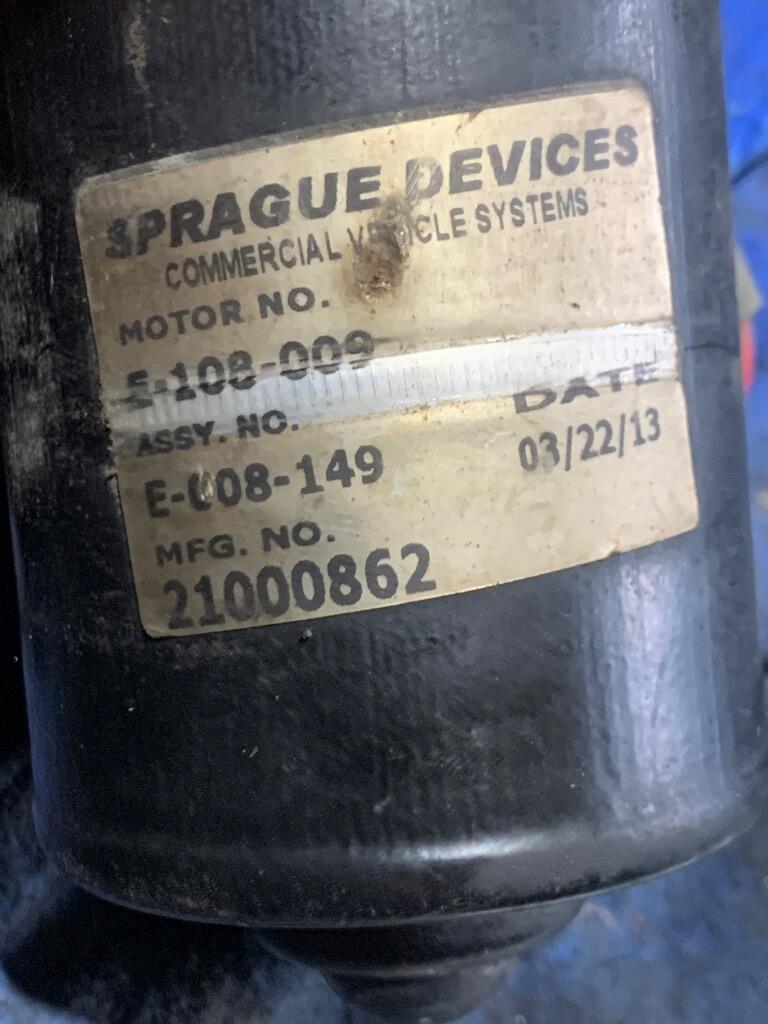 SPRAGUE DEVICES
COMMERCIAL VEHICLE SYSTEMS
MOTOR NO.
E-108-009
ASSY. NO.
DATE
E-008-149
03/22/13
MFG. NO.
21000862